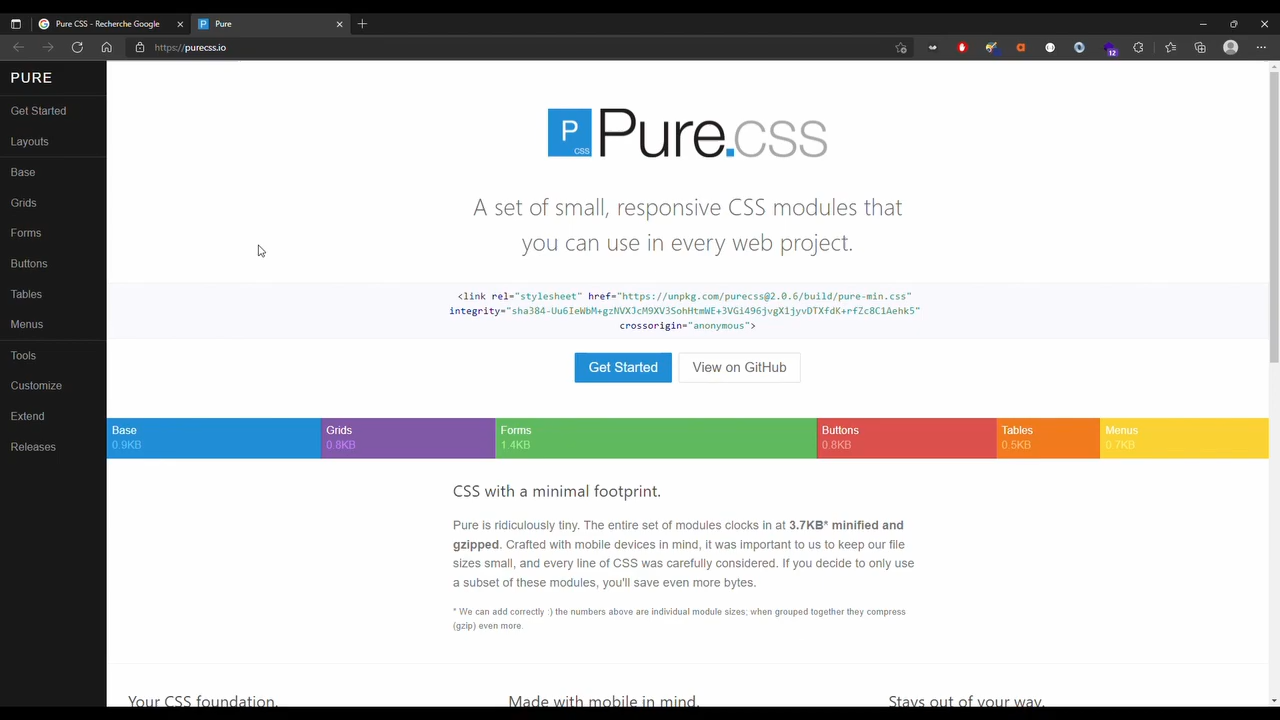 Pure CSS - Recherche Google
Pure
https://purecss.io
12
PURE
Get Started
Layouts
Base
Grids
Forms
Buttons
Tables
Menus
Tools
Customize
Extend
Releases
P
CSS
Pure.css
A set of small, responsive CSS modules that
you can use in every web project.
<link rel="stylesheet" href="https://unpkg.com/purecss@2.0.6/build/pure-min.css"
integrity="sha384-Uu6IeWbM+gzNVXJcM9XV3SohHtmWE+3VGi496jvgX1jyvDTXfdK+rfZc8C1Aehk5"
crossorigin="anonymous">
Get Started
View on GitHub
Base
0.9KB
Grids
0.8KB
Forms
1.4KB
Buttons
0.8KB
Tables
0.5KB
Menus
0.7KB
CSS with a minimal footprint.
Pure is ridiculously tiny. The entire set of modules clocks in at 3.7KB* minified and
gzipped. Crafted with mobile devices in mind, it was important to us to keep our file
sizes small, and every line of CSS was carefully considered. If you decide to only use
a subset of these modules, you'll save even more bytes.
* We can add correctly :) the numbers above are individual module sizes; when grouped together they compress
(gzip) even more.
Your CSS foundation.
Made with mobile in mind.
Stays out of your way.